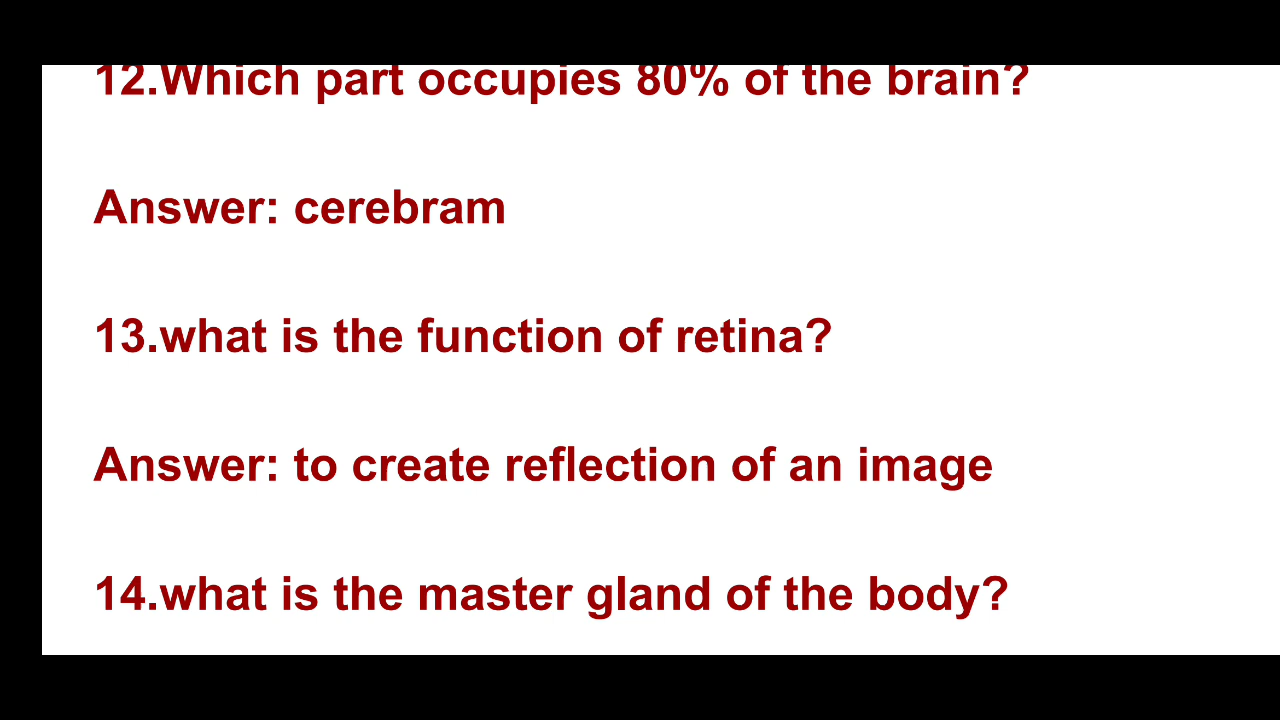 12.Which part occupies 80% of the brain?
Answer: cerebram
13.what is the function of retina?
Answer: to create reflection of an image
14.what is the master gland of the body?